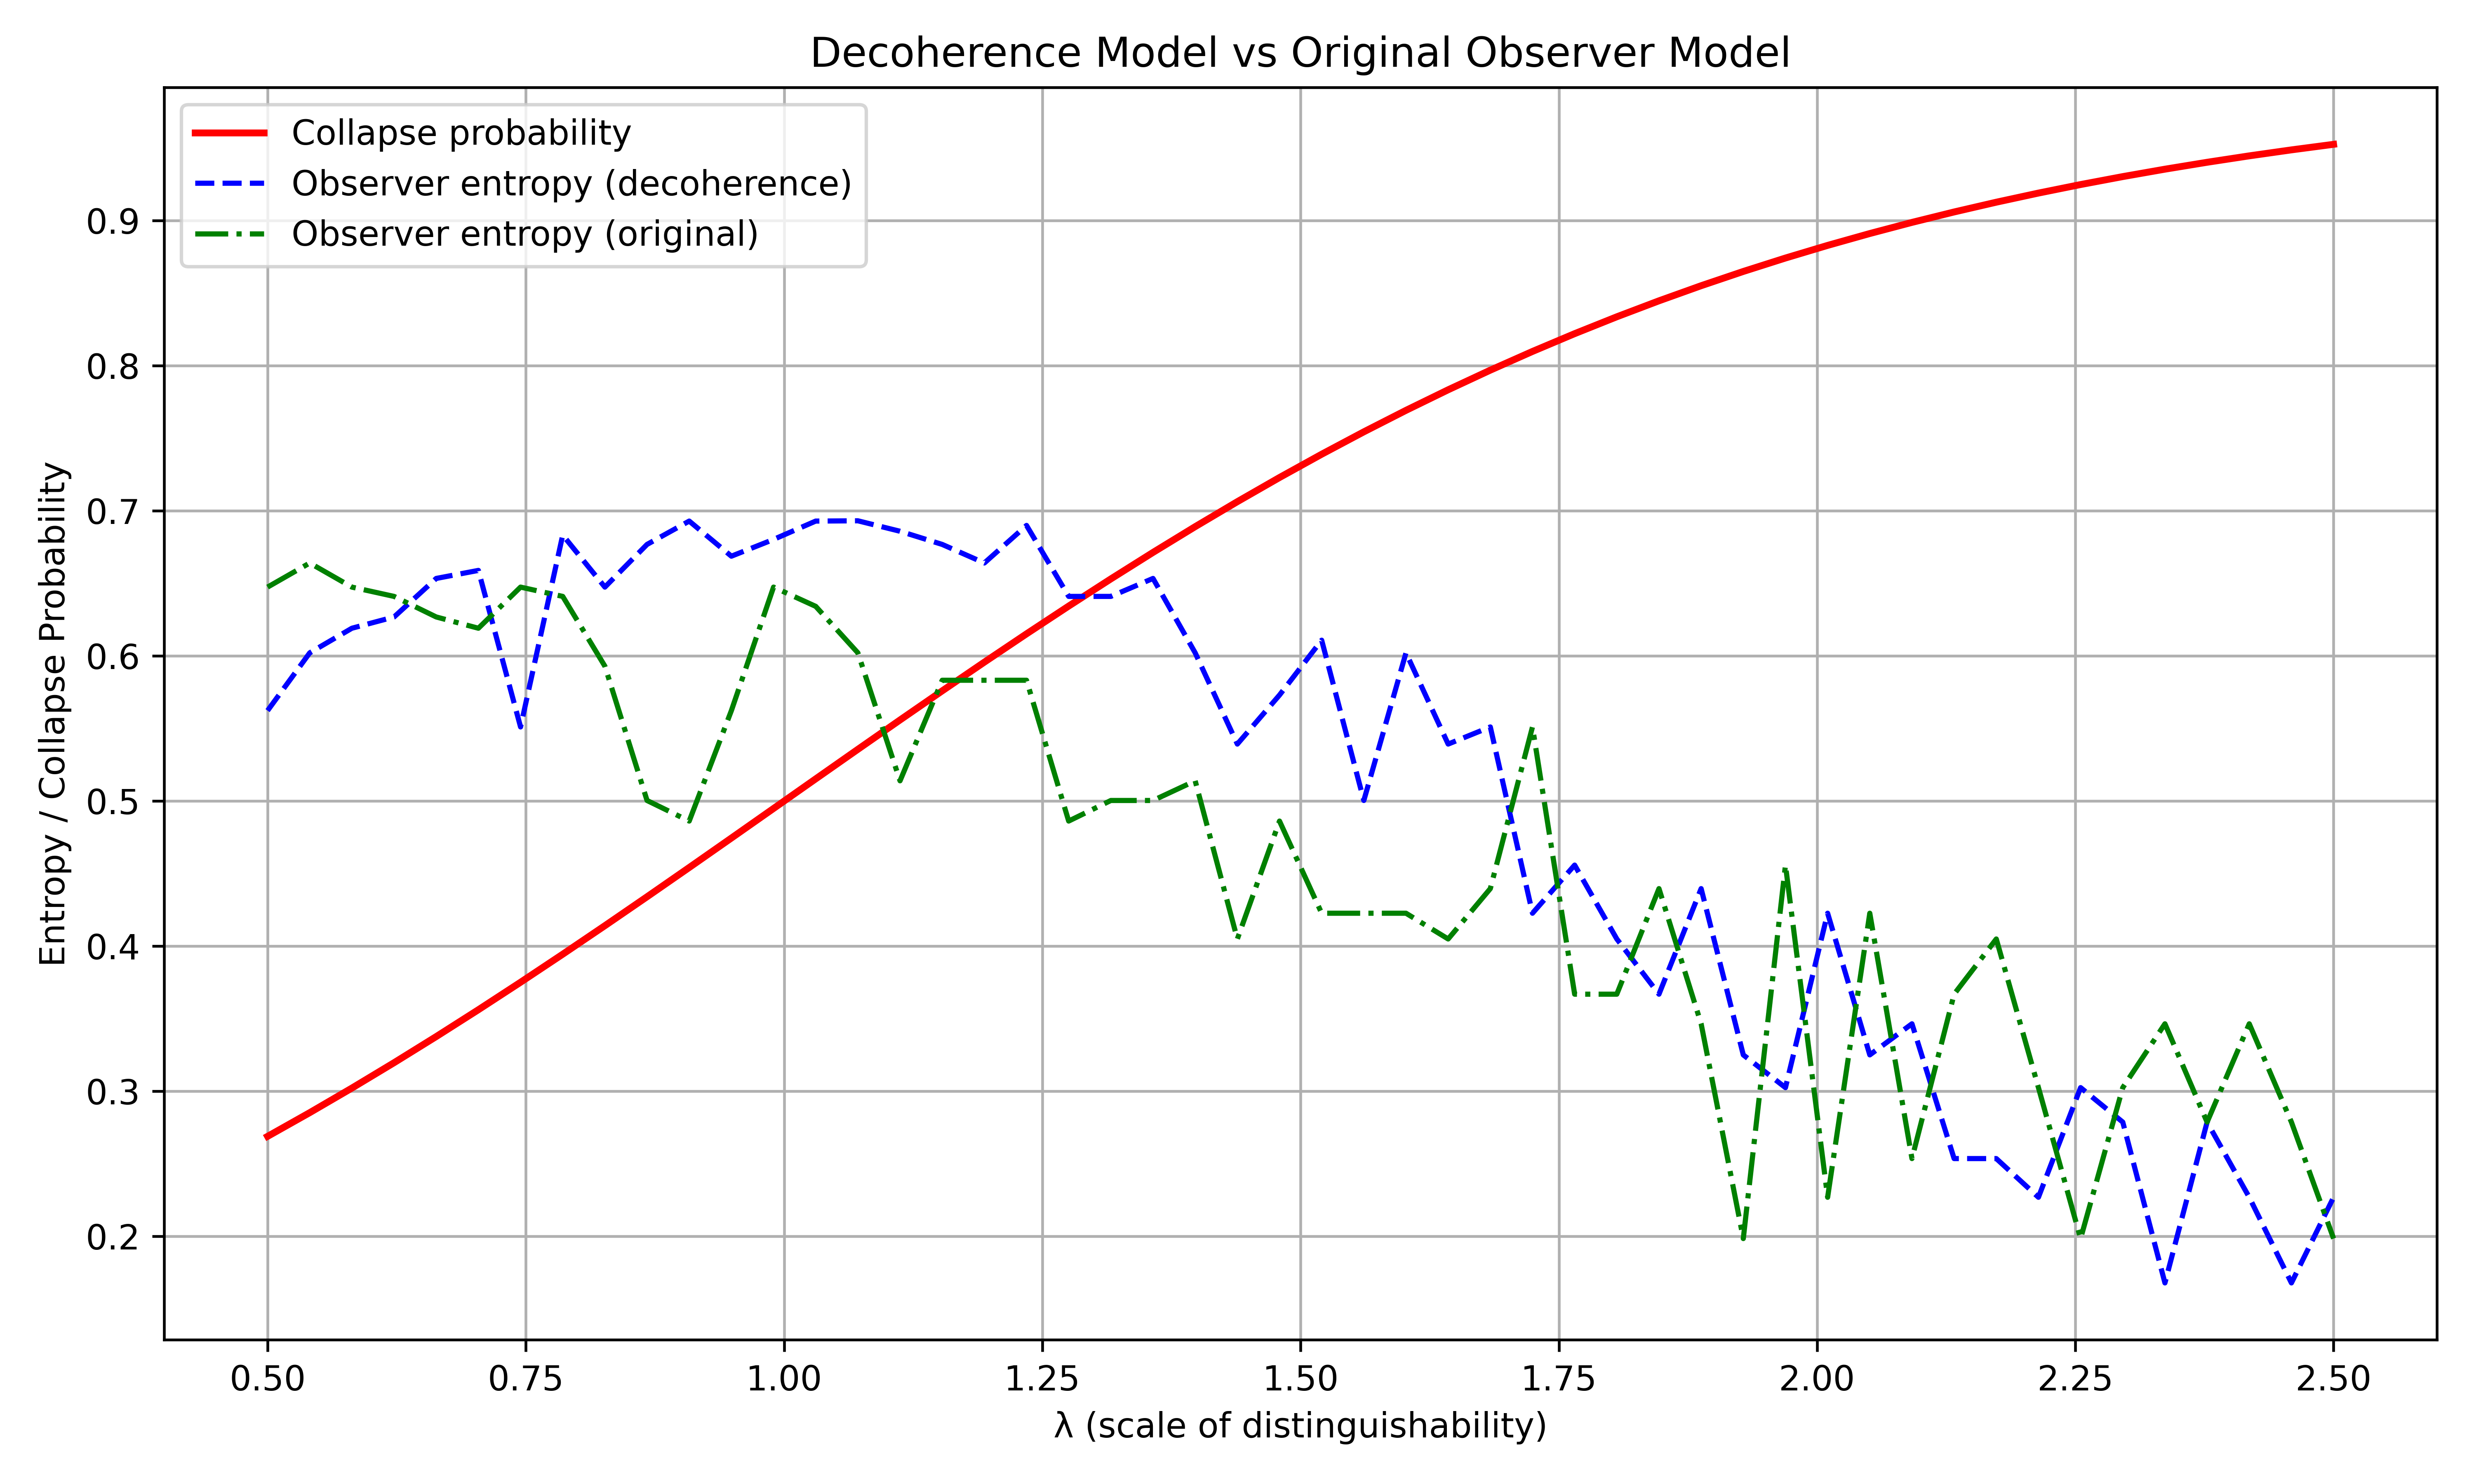 Decoherence Model vs Original Observer Model
Collapse probability
Observer entropy (decoherence)
Observer entropy (original)
Entropy / Collapse Probability
0.9
0.8
0.7
0.6
0.5
0.4
0.3
0.2
0.50 0.75 1.00 1.25 1.50 1.75 2.00 2.25 2.50
λ (scale of distinguishability)